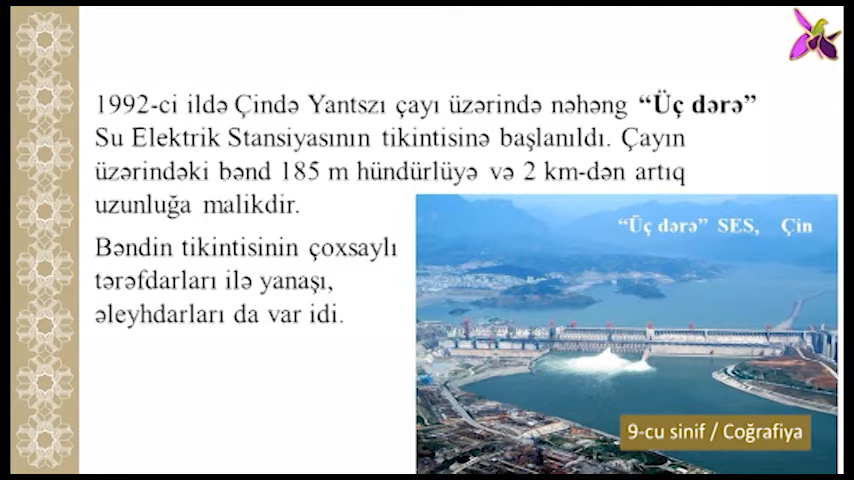 1992-ci ildə Çində Yantszı çayı üzərində nəhəng “Üç dərə”
Su Elektrik Stansiyasının tikintisinə başlanıldı. Çayın
üzərindəki bənd 185 m hündürlüyə və 2 km-dən artıq
uzunluğa malikdir.
Bəndin tikintisinin çoxsaylı
tərəfdarları ilə yanaşı,
əleyhdarları da var idi.
“Üç dərə” SES, Çin
9-cu sinif / Coğrafiya